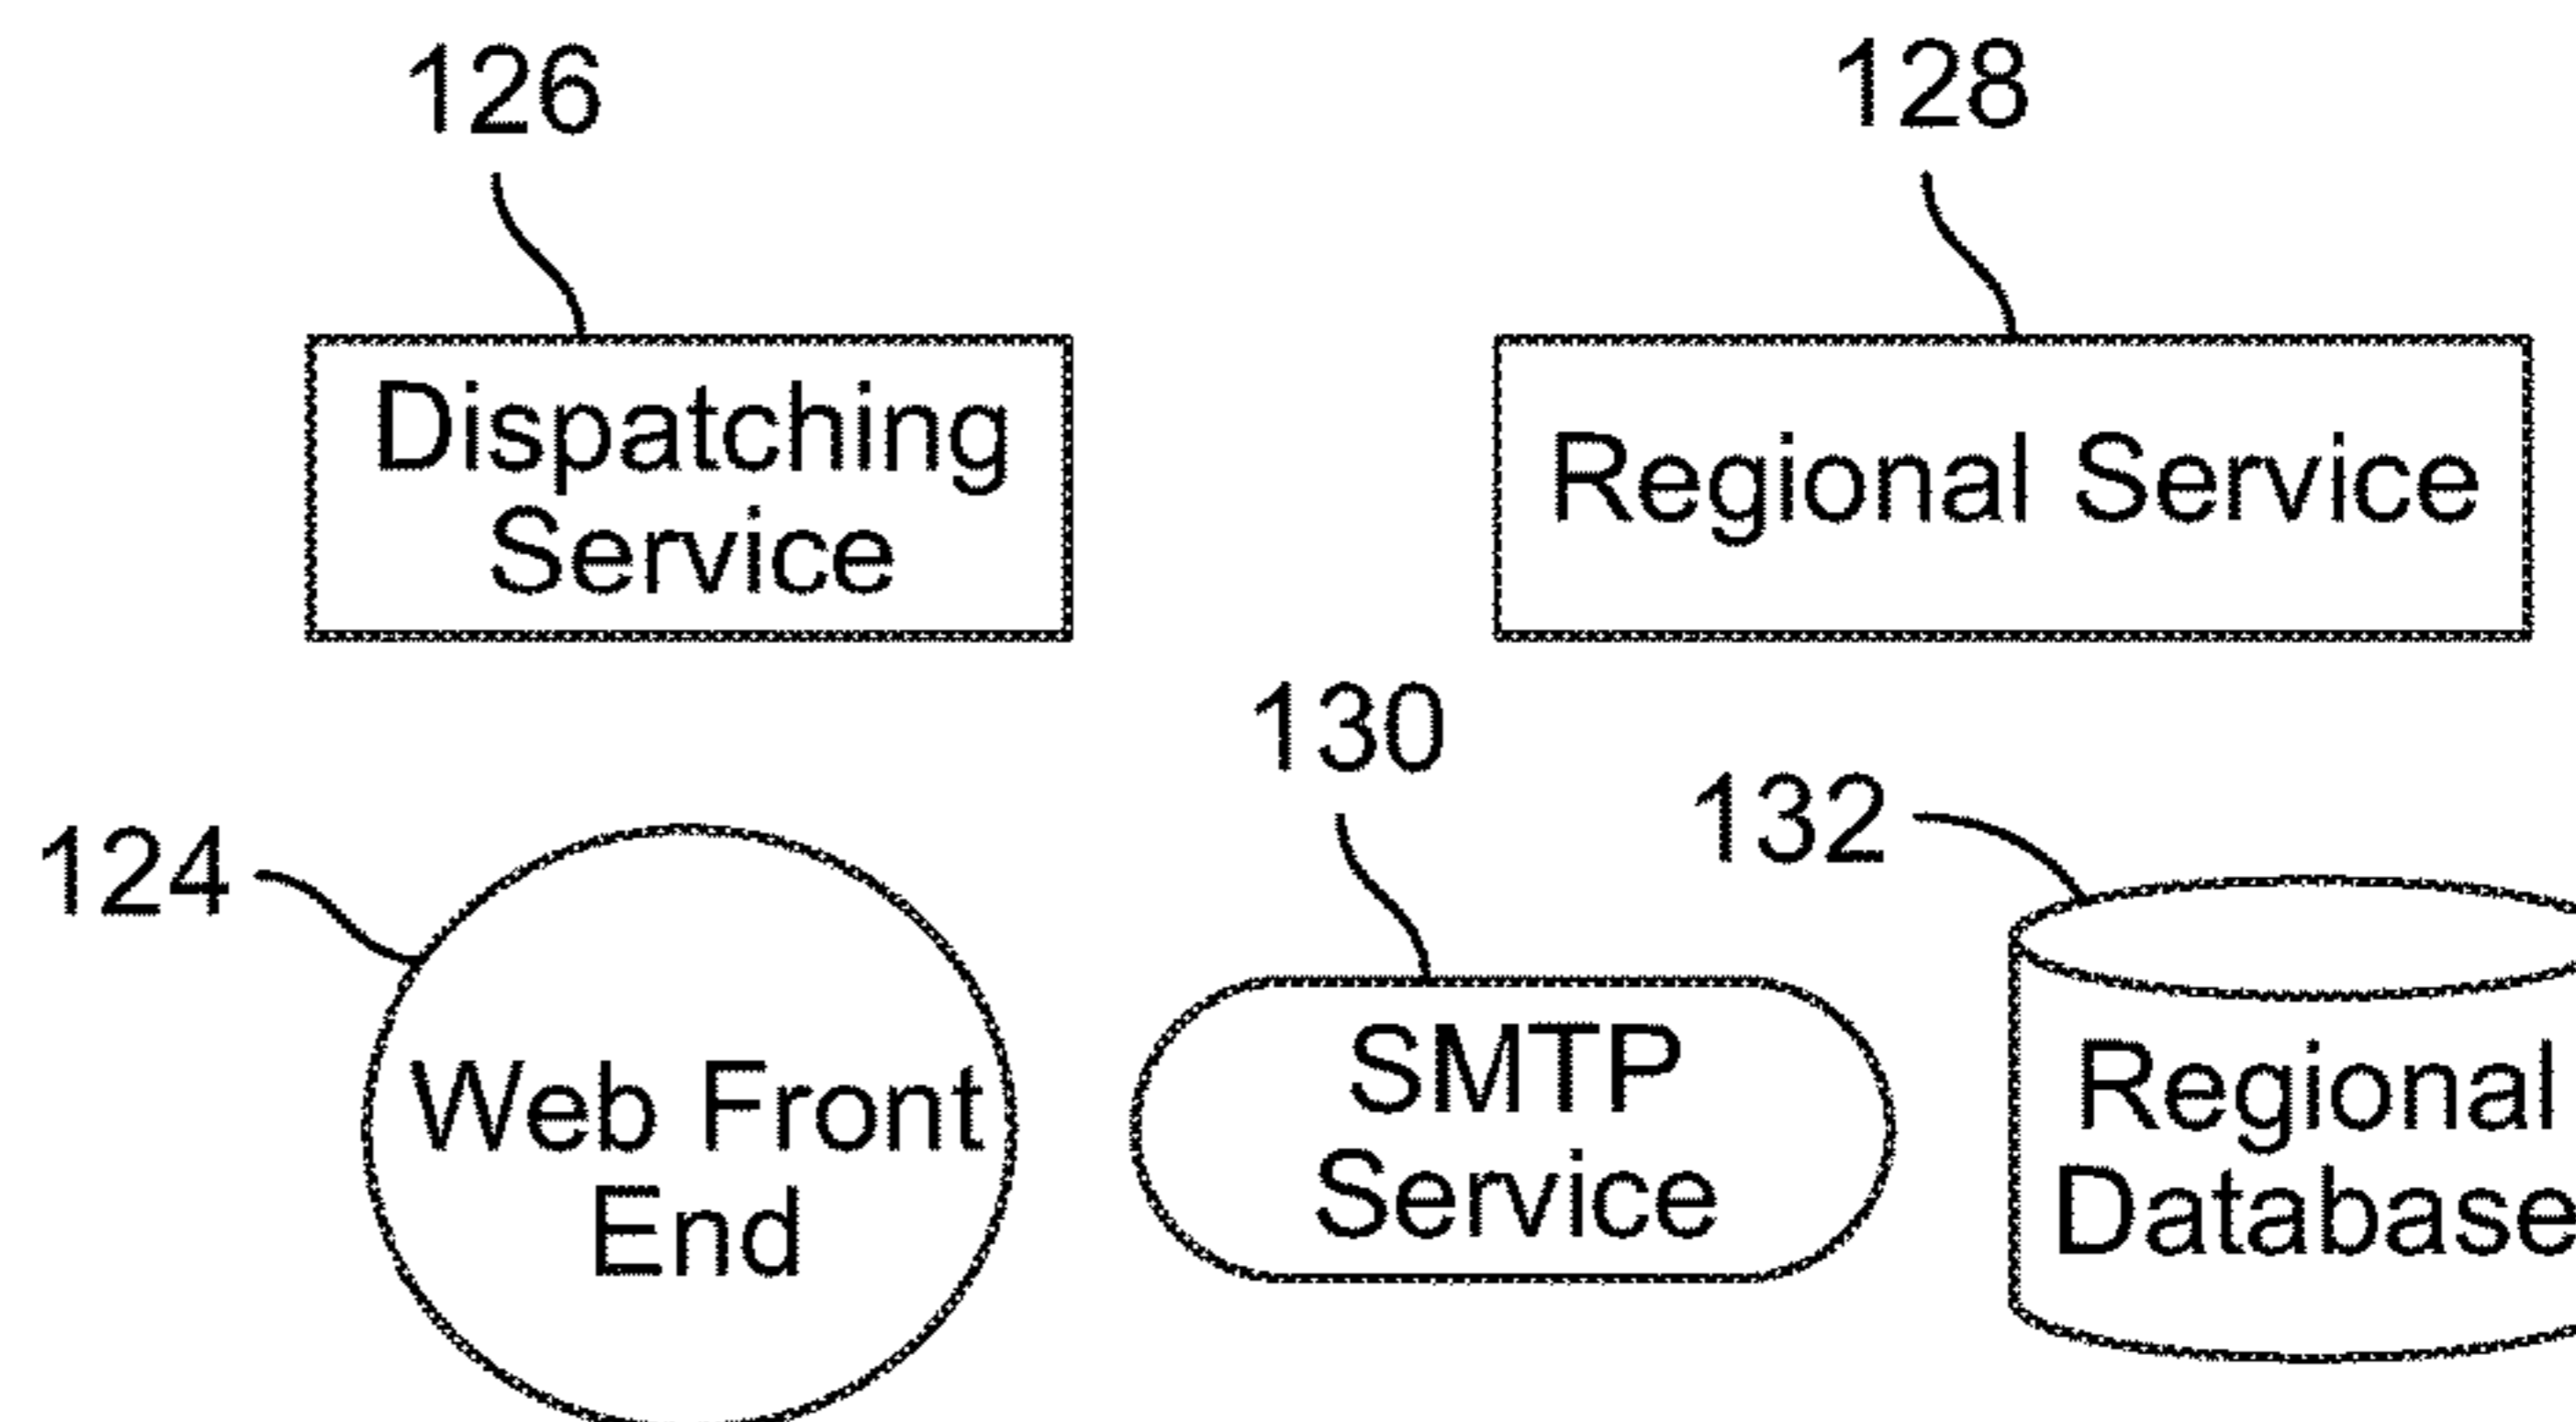 126
128
Dispatching
Service
Regional Service
130
132
124
Web Front
End
SMTP
Service
Regional
Database